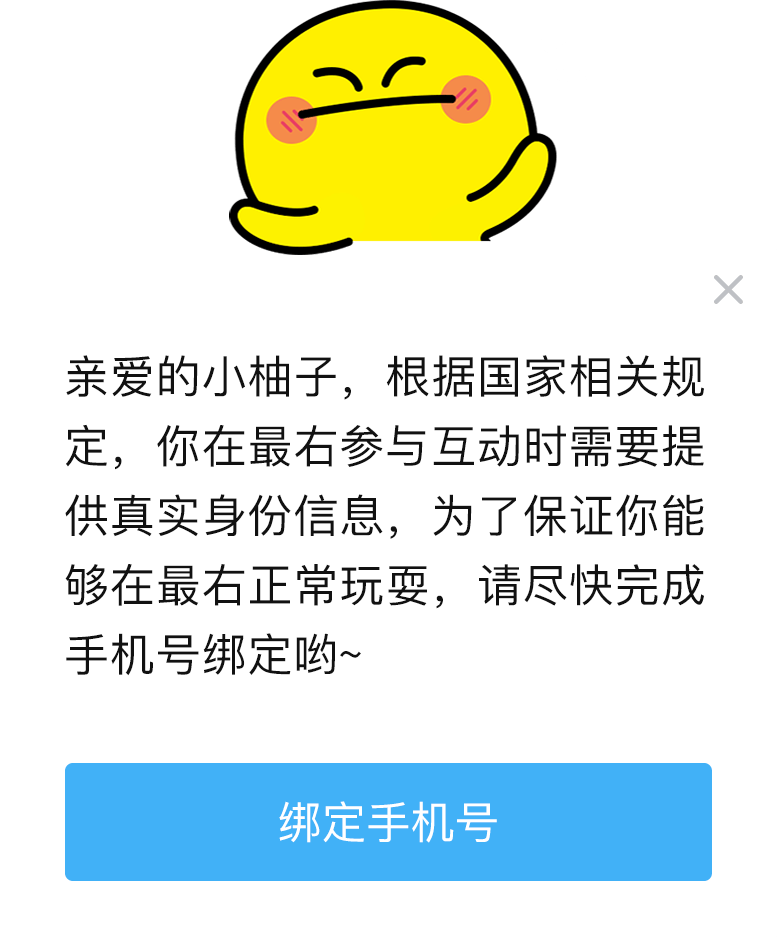 亲爱的小柚子，根据国家相关规
定，你在最右参与互动时需要提
供真实身份信息，为了保证你能
够在最右正常玩耍，请尽快完成
手机号绑定哟~
绑定手机号